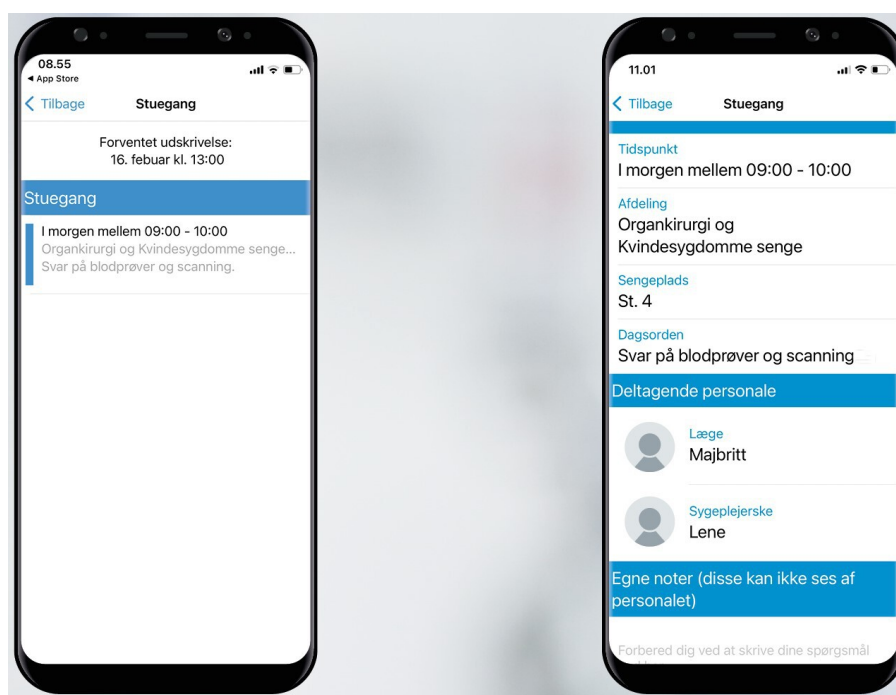 08.55
App Store
Tilbage
Stuegang
Forventet udskrivelse:
16. febuar kl. 13:00
Stuegang
I morgen mellem 09:00 - 10:00
Organkirurgi og Kvindesygdomme senge...
Svar på blodprøver og scanning.
11.01
Tilbage
Stuegang
Tidspunkt
I morgen mellem 09:00 - 10:00
Afdeling
Organkirurgi og
Kvindesygdomme senge
Sengeplads
St. 4
Dagsorden
Svar på blodprøver og scanning
Deltagende personale
Læge
Majbritt
Sygeplejerske
Lene
Egne noter (disse kan ikke ses af
personalet)
Forbered dig ved at skrive dine spørgsmål